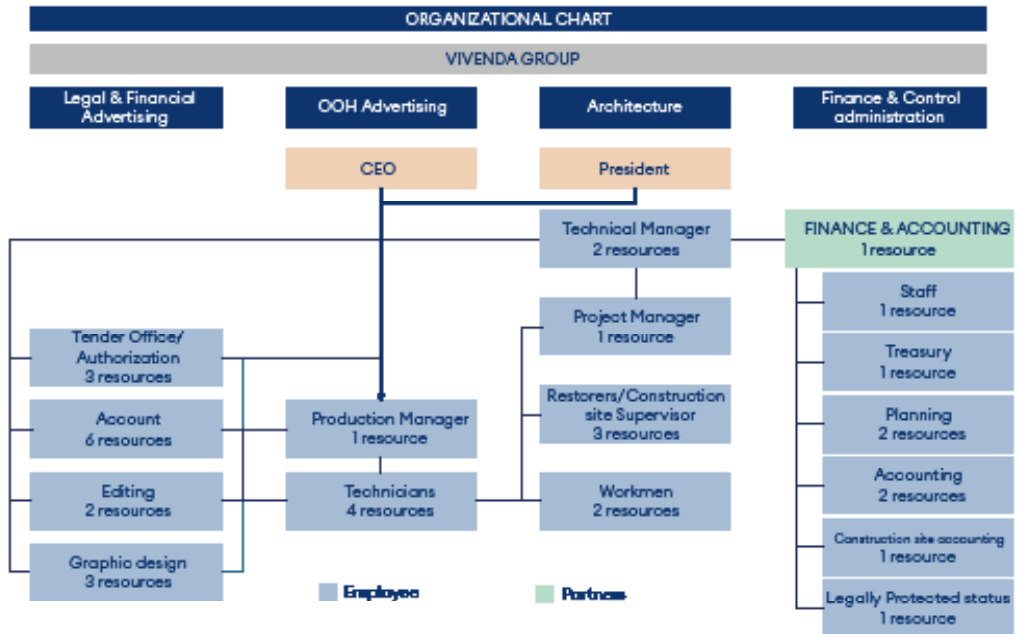 ORGANIZATIONAL CHART
VIVENDA GROUP
Legal & Financial
Advertising
OOH Advertising
Architecture
Finance & Control
administration
CEO
President
Technical Manager
2 resources
FINANCE & ACCOUNTING
1 resource
Staff
1 resource
Project Manager
1 resource
Tender Office/
Authorization
3 resources
Treasury
1 resource
Restorers/Construction
site Supervisor
3 resources
Account
6 resources
Production Manager
1 resource
Planning
2 resources
Accounting
2 resources
Editing
2 resources
Technicians
4 resources
Workmen
2 resources
Construction site accounting
1 resource
Graphic design
3 resources
Employee
Partners
Legally Protected status
1 resource